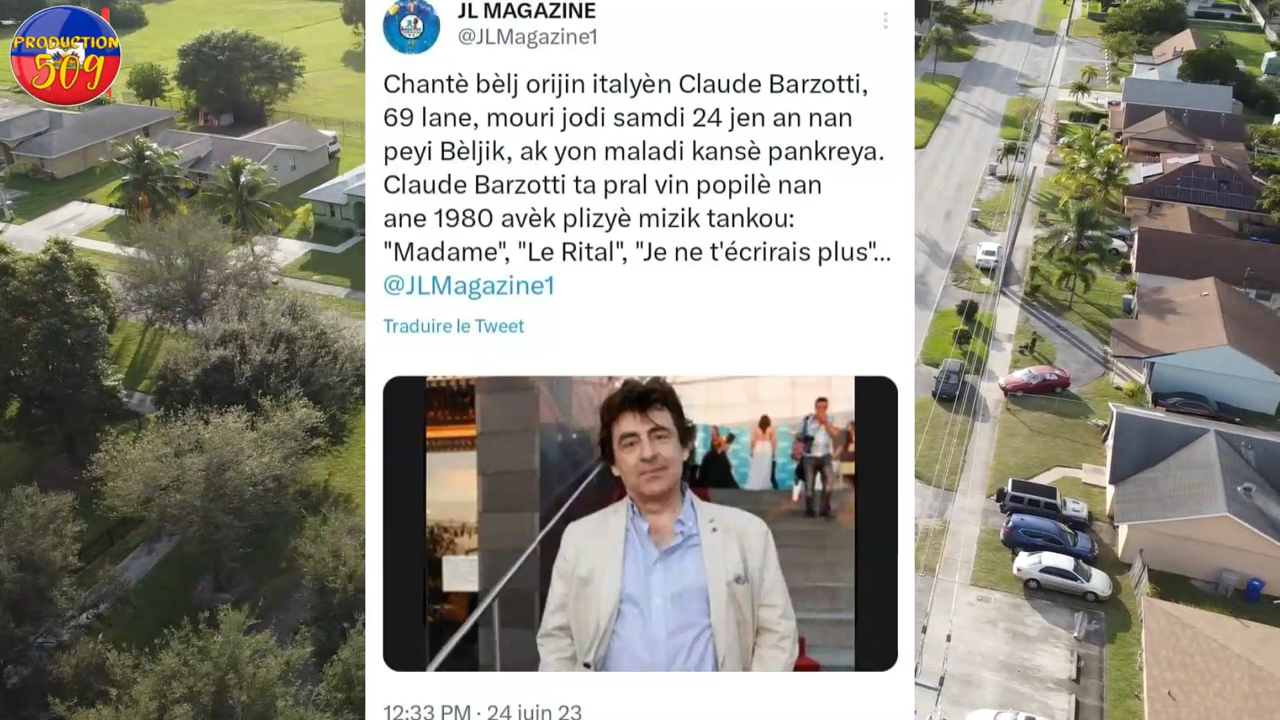 PRODUCTION
509
JL MAGAZINE
@JLMagazine1
Chantè bèlj orijin italyèn Claude Barzotti,
69 lane, mouri jodi samdi 24 jen an nan
peyi Bèljik, ak yon maladi kansè pankreya.
Claude Barzotti ta pral vin popilè nan
ane 1980 avèk plizyè mizik tankou:
"Madame", "Le Rital", "Je ne t'écrirais plus"...
@JLMagazine1
Traduire le Tweet
12:33 PM · 24 juin 23